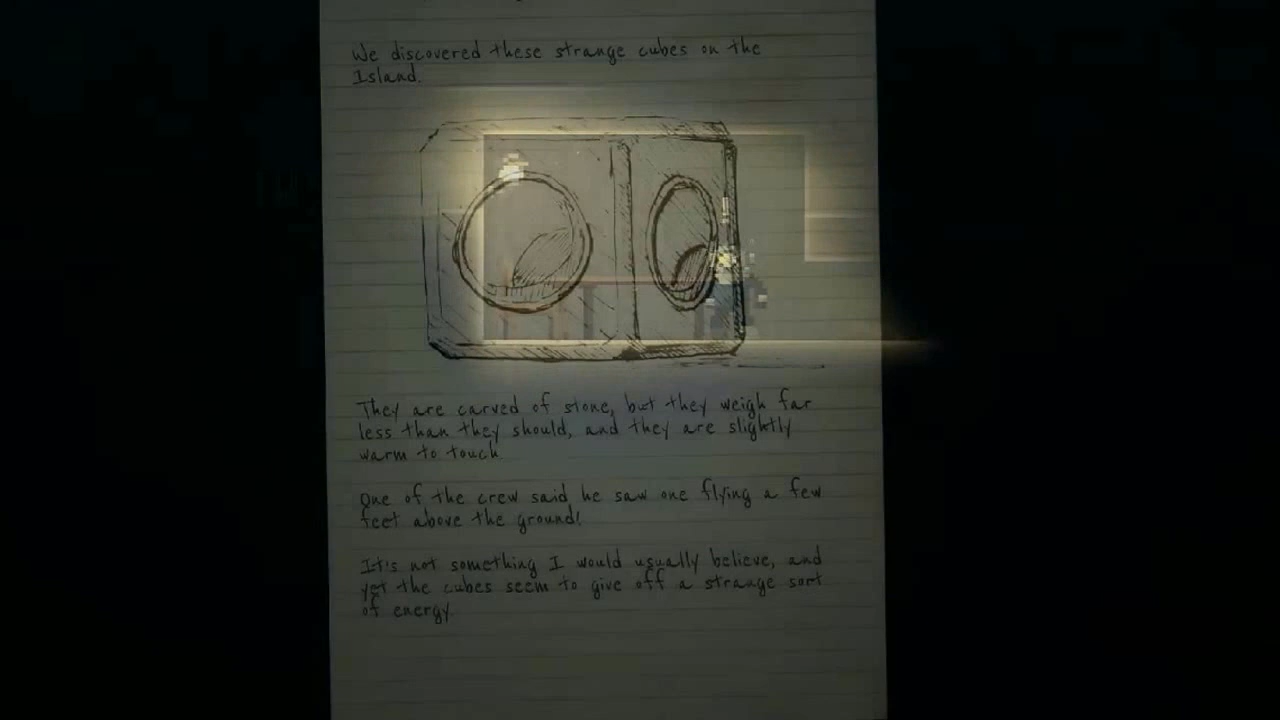 We discovered these strange cubes on the
Island.
They are carved of stone, but they weigh far
less than they should, and they are slightly
warm to touch
One of the crew said he saw one flying a few
feet above the ground!
It's not something I would usually believe, and
yet the cubes seem to give off a strange sort
of energy.